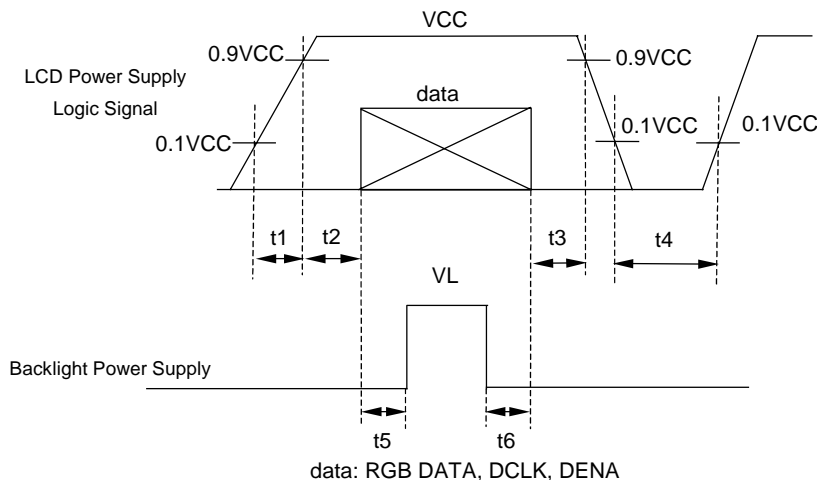 VCC
0.9VCC
0.9VCC
LCD Power Supply
Logic Signal
data
0.1VCC
0.1VCC
0.1VCC
t1
t2
t3
t4
VL
Backlight Power Supply
t5
t6
data: RGB DATA, DCLK, DENA